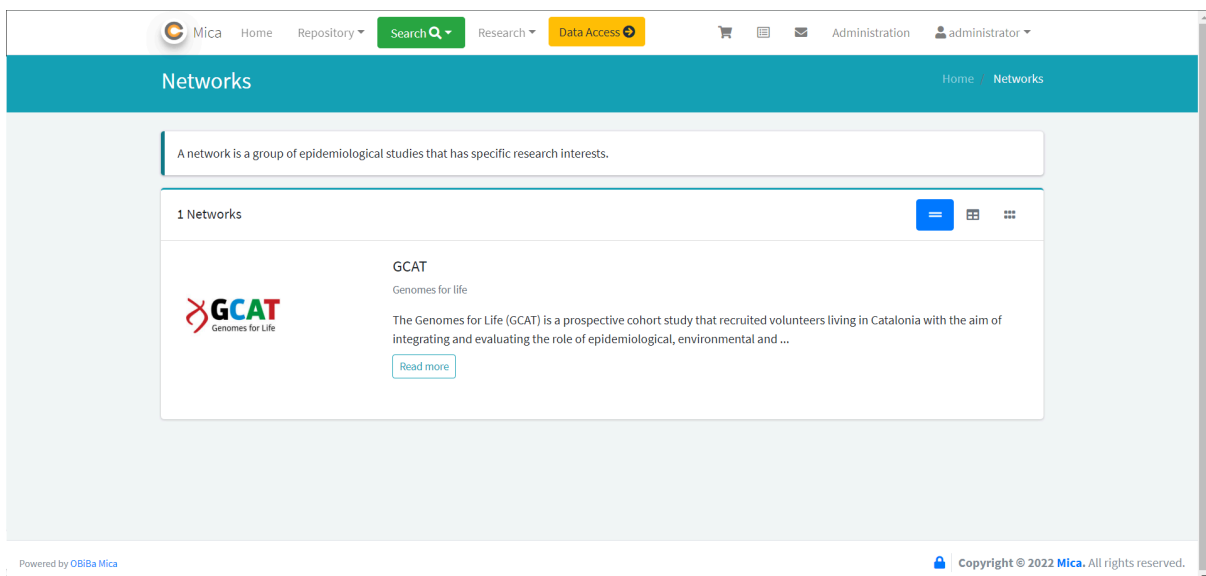 Mica Home Repository Search Research Data Access Administration administrator
Networks Home Networks
A network is a group of epidemiological studies that has specific research interests.
1 Networks
GCAT
Genomes for life
GCAT
Genomes for Life
The Genomes for Life (GCAT) is a prospective cohort study that recruited volunteers living in Catalonia with the aim of
integrating and evaluating the role of epidemiological, environmental and ...
Read more
Powered by OBiBa Mica Copyright © 2022 Mica. All rights reserved.